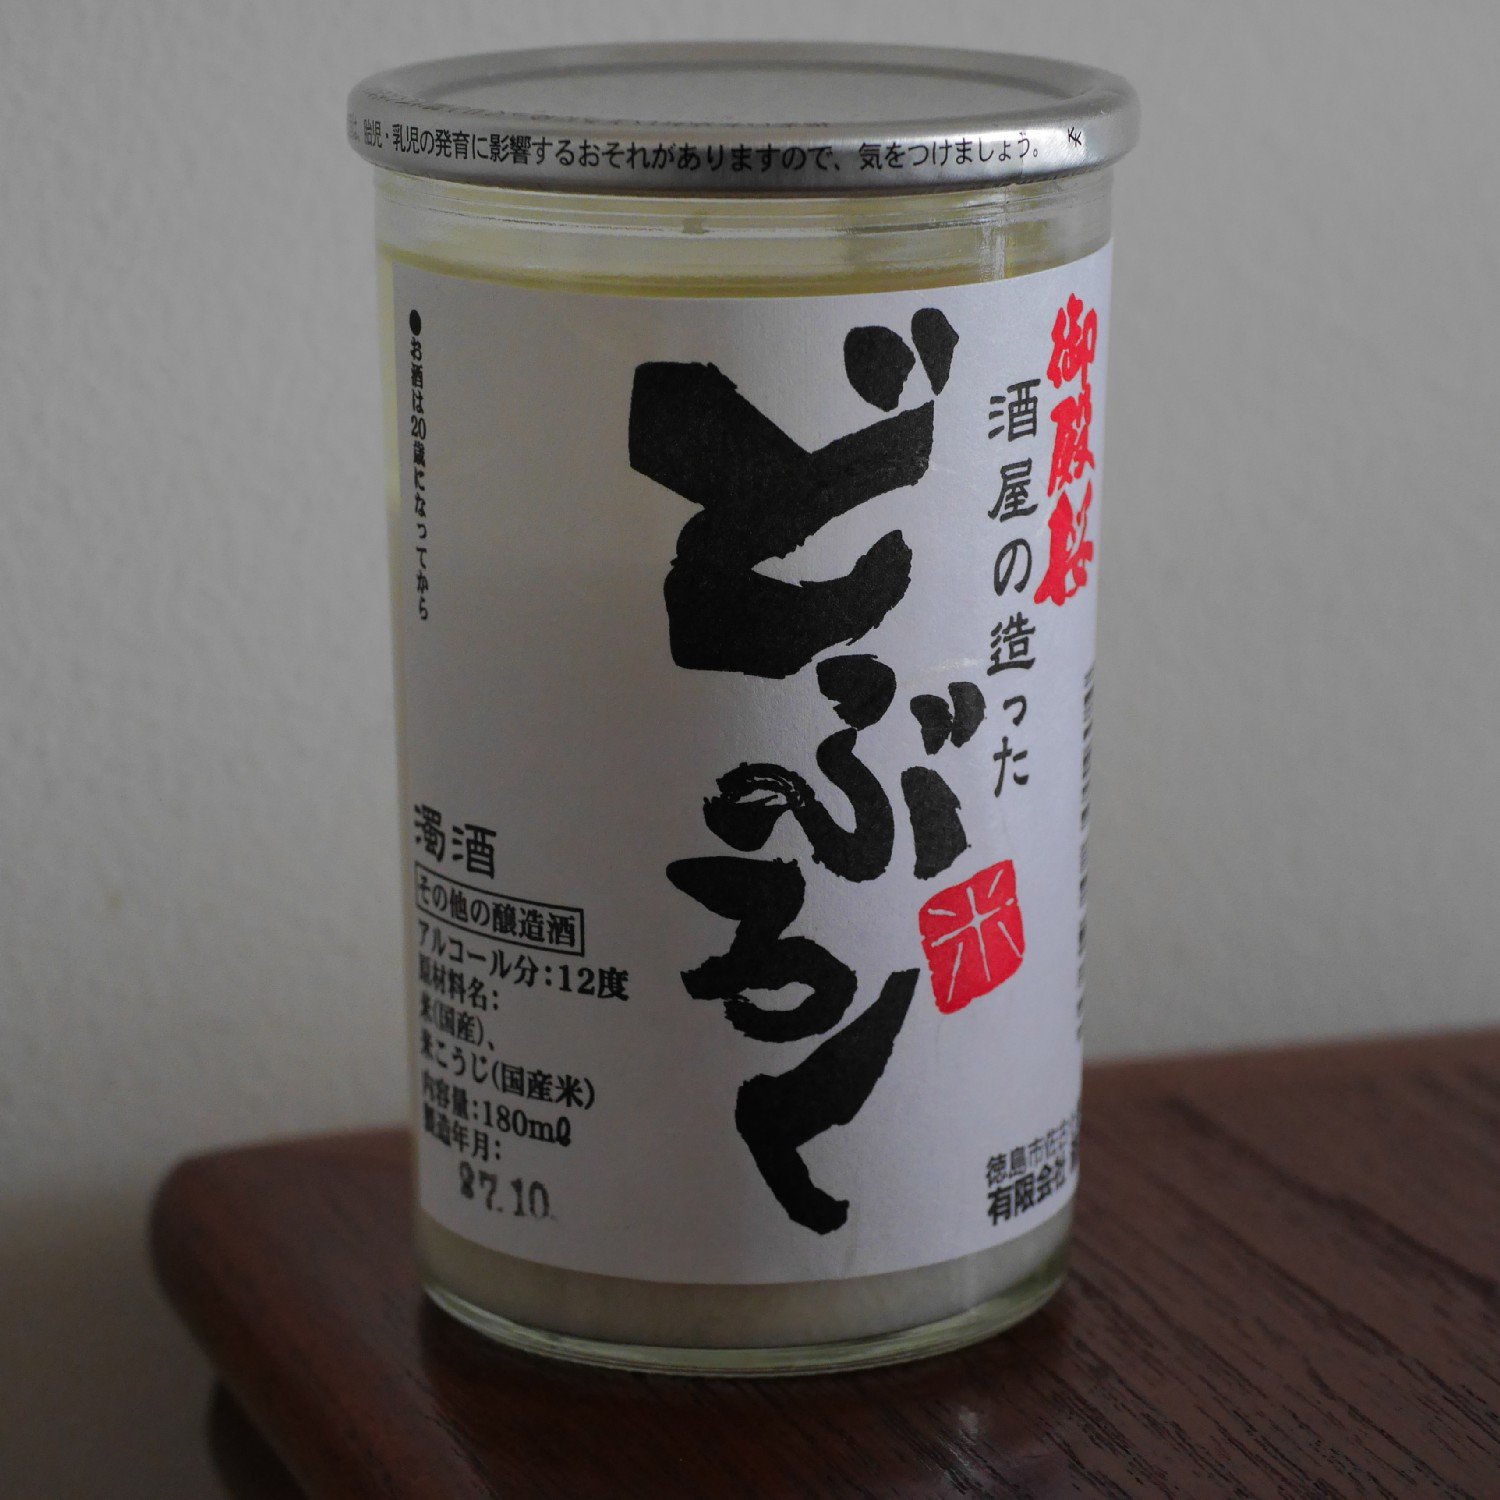 胎児・乳児の発育に影響するおそれがありますので、気をつけましょう。
御殿桜
酒屋の造った
どぶろく
米
●お酒は20歳になってから
濁酒
その他の醸造酒
アルコール分:12度
原材料名:
米(国産)、
米こうじ(国産米)
内容量:180mℓ
製造年月:
27.10.
徳島市佐古
有限会社